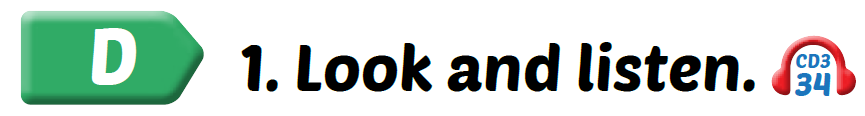 D 1. Look and listen. CD3
34